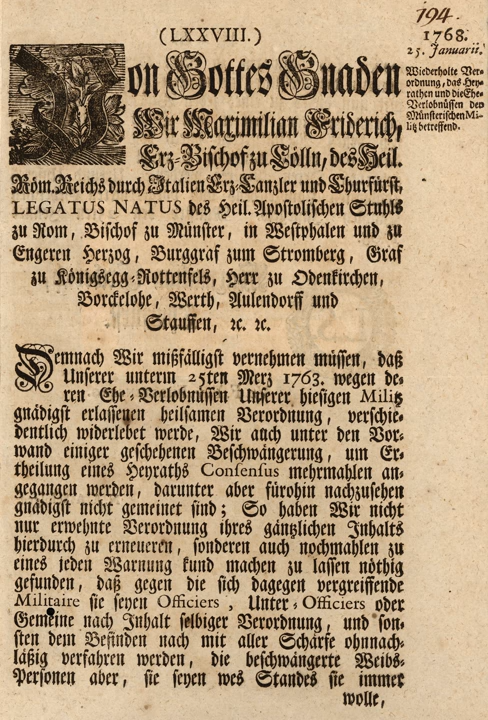 194.
(LXXVIII.)
1768.
25. Januarii.
Wiederholte Ver-
ordnung, das Hey-
rathen und die Ehe-
Verlobnüssen der
Münsterischen Mi-
litz betreffend.
Von Gottes Gnaden
Wir Maximilian Friderich,
Ertz-Bischof zu Cölln, des Heil.
Röm. Reichs durch Italien Ertz-Cantzler und Churfürst,
LEGATUS NATUS des Heil. Apostolischen Stuhls
zu Rom, Bischof zu Münster, in Westphalen und zu
Engeren Herzog, Burggraf zum Stromberg, Graf
zu Königsegg-Rottenfels, Herr zu Odenkirchen,
Borckelohe, Werth, Aulendorff und
Stauffen, ꝛc. ꝛc.
Demnach Wir mißfälligst vernehmen müssen, daß
Unserer unterm 25ten Merz 1763. wegen de-
ren Ehe-Verlobnüssen Unserer hiesigen Militz
gnädigst erlassenen heilsamen Verordnung, verschie-
dentlich widerlebet werde, Wir auch unter den Vor-
wand einiger geschehenen Beschwängerung, um Er-
theilung eines Heyraths Consensus mehrmahlen an-
gegangen werden, darunter aber fürohin nachzusehen
gnädigst nicht gemeinet sind; So haben Wir nicht
nur erwehnte Verordnung ihres gäntzlichen Inhalts
hierdurch zu erneueren, sonderen auch nochmahlen zu
eines jeden Warnung kund machen zu lassen nöthig
gefunden, daß gegen die sich dagegen vergreiffende
Militaire sie seyen Officiers, Unter-Officiers oder
Gemeine nach Inhalt selbiger Verordnung, und son-
sten dem Befinden nach mit aller Schärfe ohnnach-
läßig verfahren werden, die beschwängerte Weibs-
Personen aber, sie seyen wes Standes sie immer
wolle,